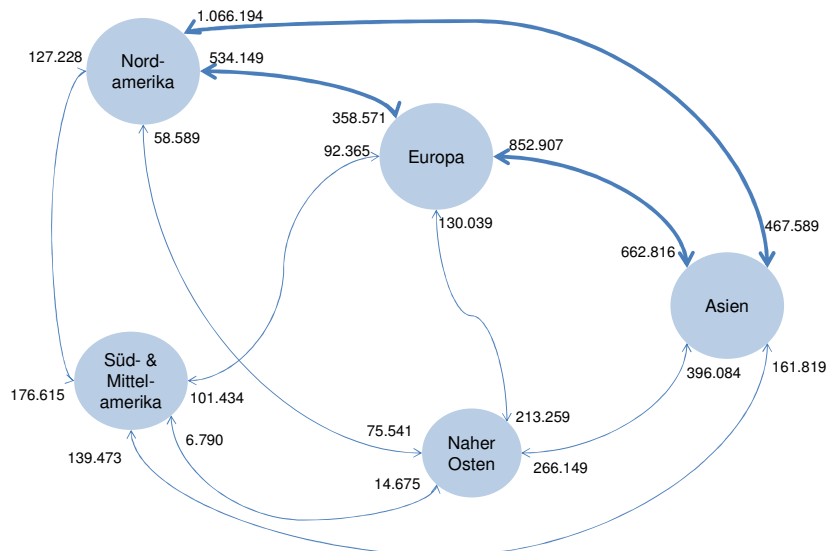 1.066.194
Nord-
amerika
127.228
534.149
58.589
358.571
92.365
Europa
852.907
130.039
467.589
662.816
Asien
396.084
161.819
Süd- &
Mittel-
amerika
176.615
101.434
6.790
139.473
75.541
213.259
Naher
Osten
266.149
14.675